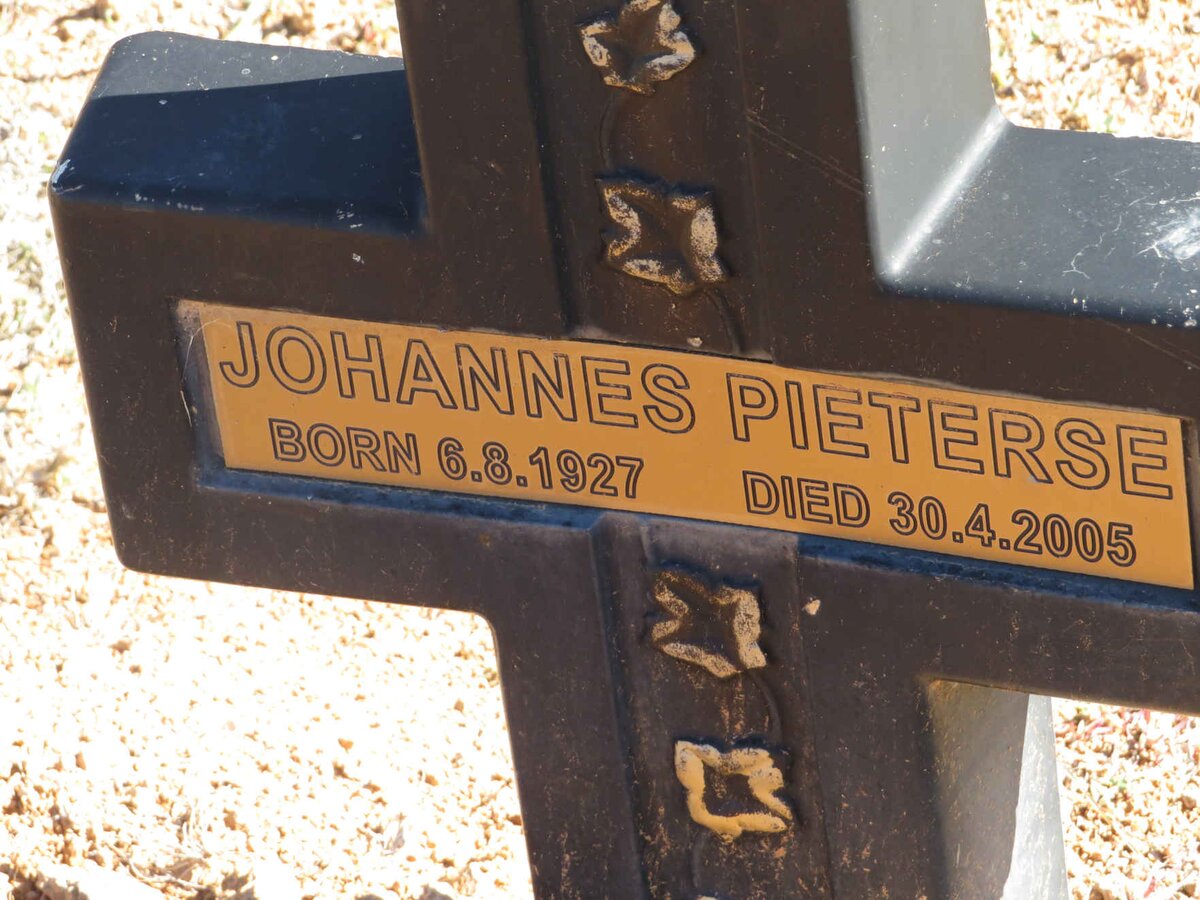 JOHANNES PIETERSE
BORN 6.8.1927 DIED 30.4.2005